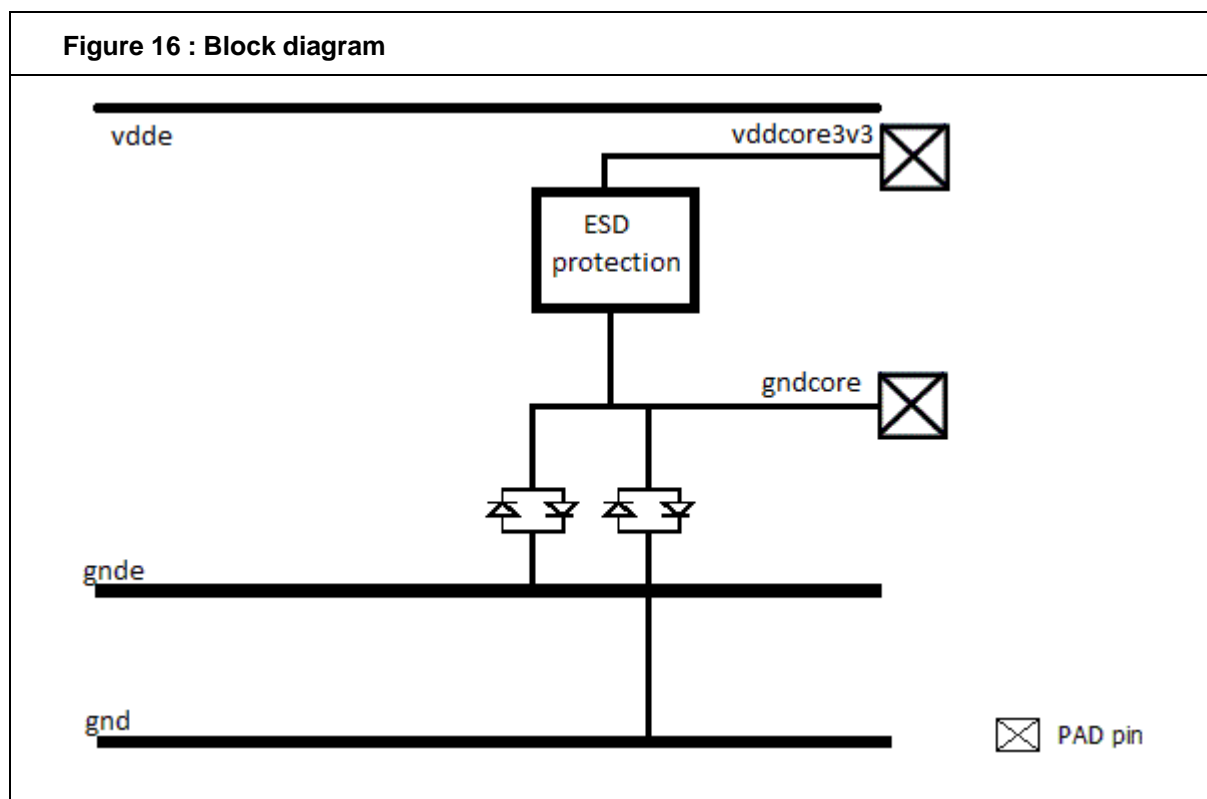 Figure 16 : Block diagram
vdde
vddcore3v3
ESD
protection
gndcore
gnde
gnd
PAD pin